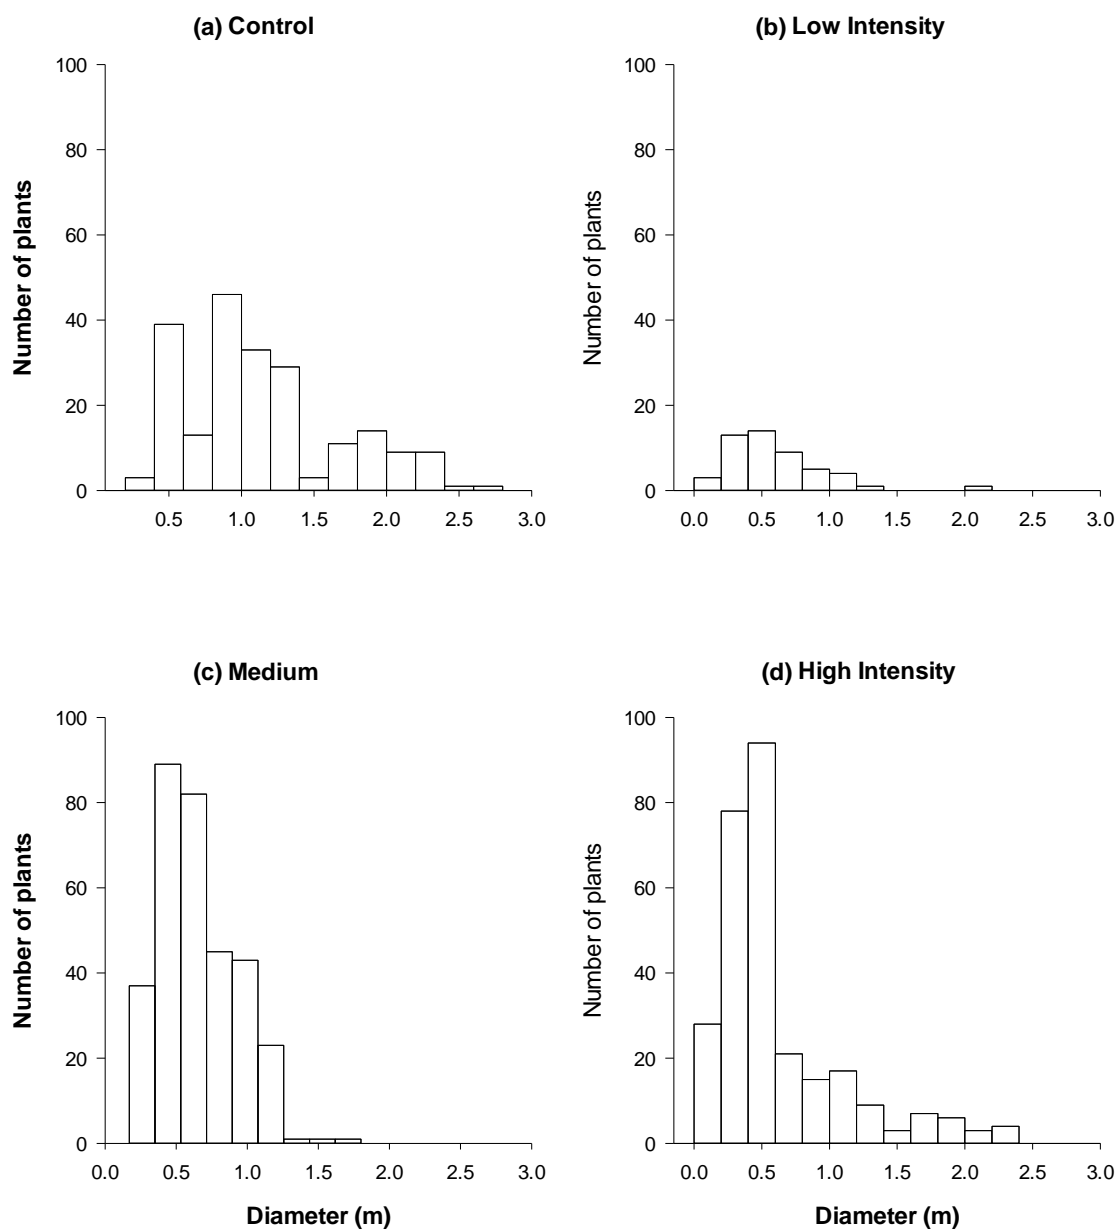 (a) Control
(b) Low Intensity
100
80
60
40
20
0
Number of plants
0.5 1.0 1.5 2.0 2.5 3.0
100
80
60
40
20
0
Number of plants
0.0 0.5 1.0 1.5 2.0 2.5 3.0
(c) Medium
(d) High Intensity
100
80
60
40
20
0
Number of plants
0.0 0.5 1.0 1.5 2.0 2.5 3.0
Diameter (m)
100
80
60
40
20
0
Number of plants
0.0 0.5 1.0 1.5 2.0 2.5 3.0
Diameter (m)